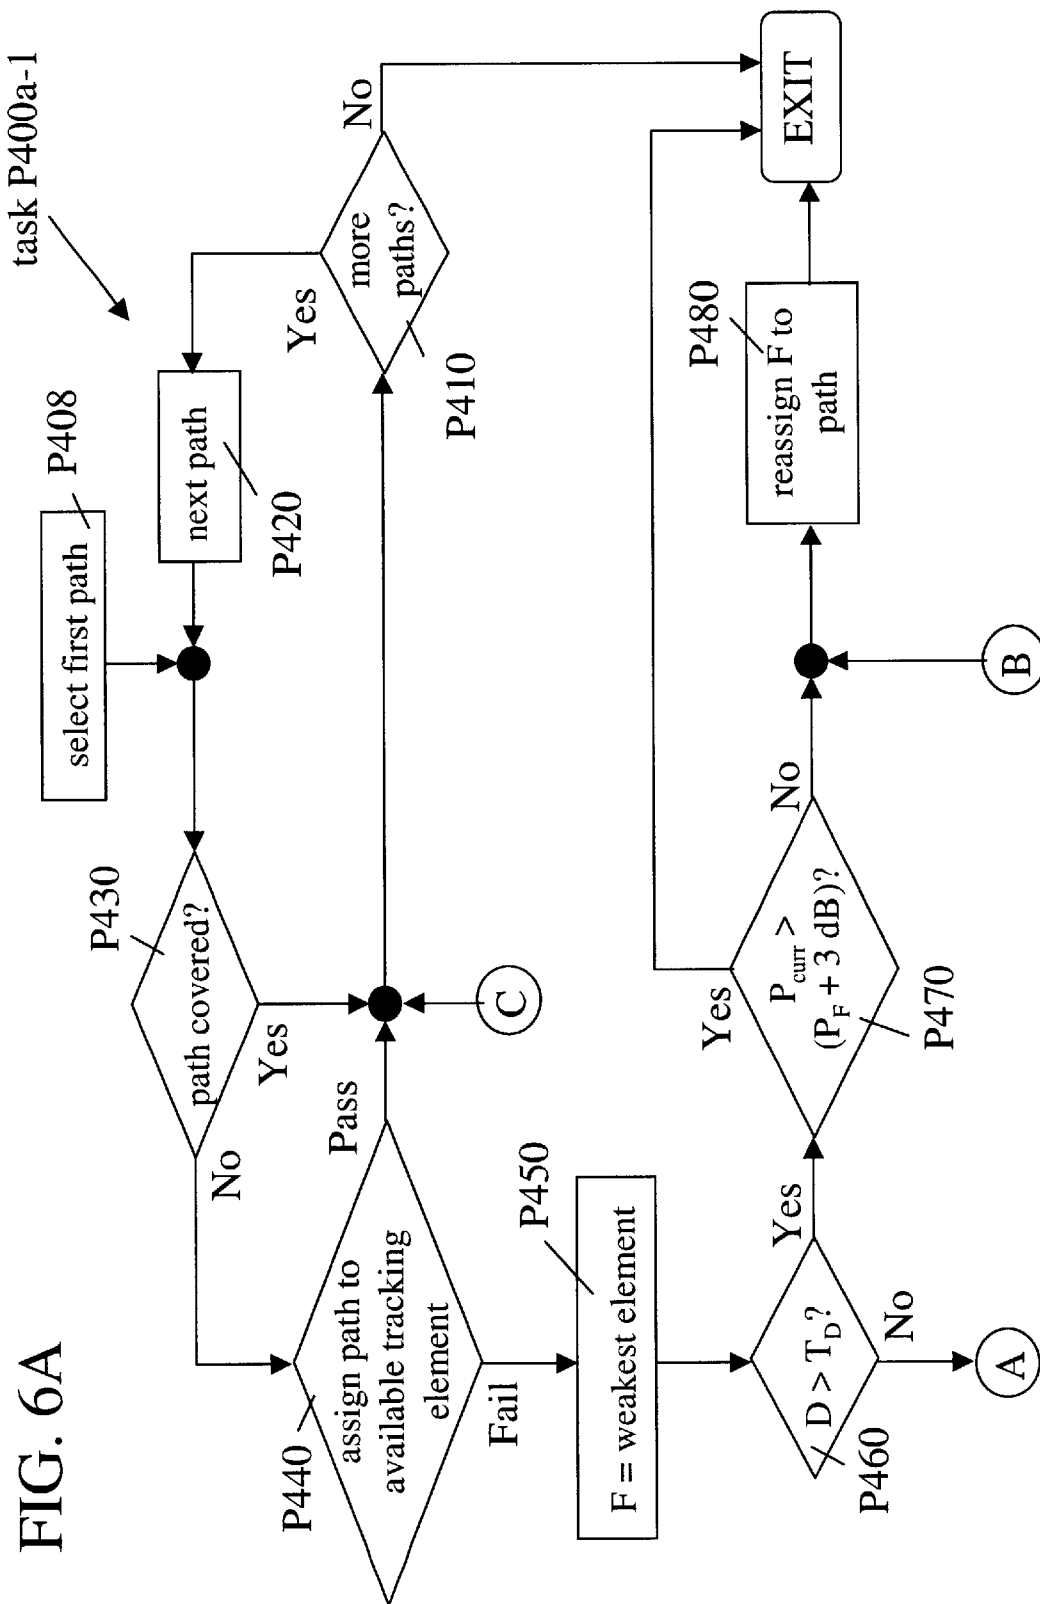 FIG. 6A
task P400a-1
select first path
P408
path covered?
P430
next path
P420
No
Yes
Yes
No
more
paths?
P410
P440
assign path to
available tracking
element
Pass
Fail
C
F = weakest element
P450
Yes
P_curr >
(P_F + 3 dB)?
P470
No
P480
reassign F to
path
EXIT
D > T_D?
P460
Yes
No
A
B